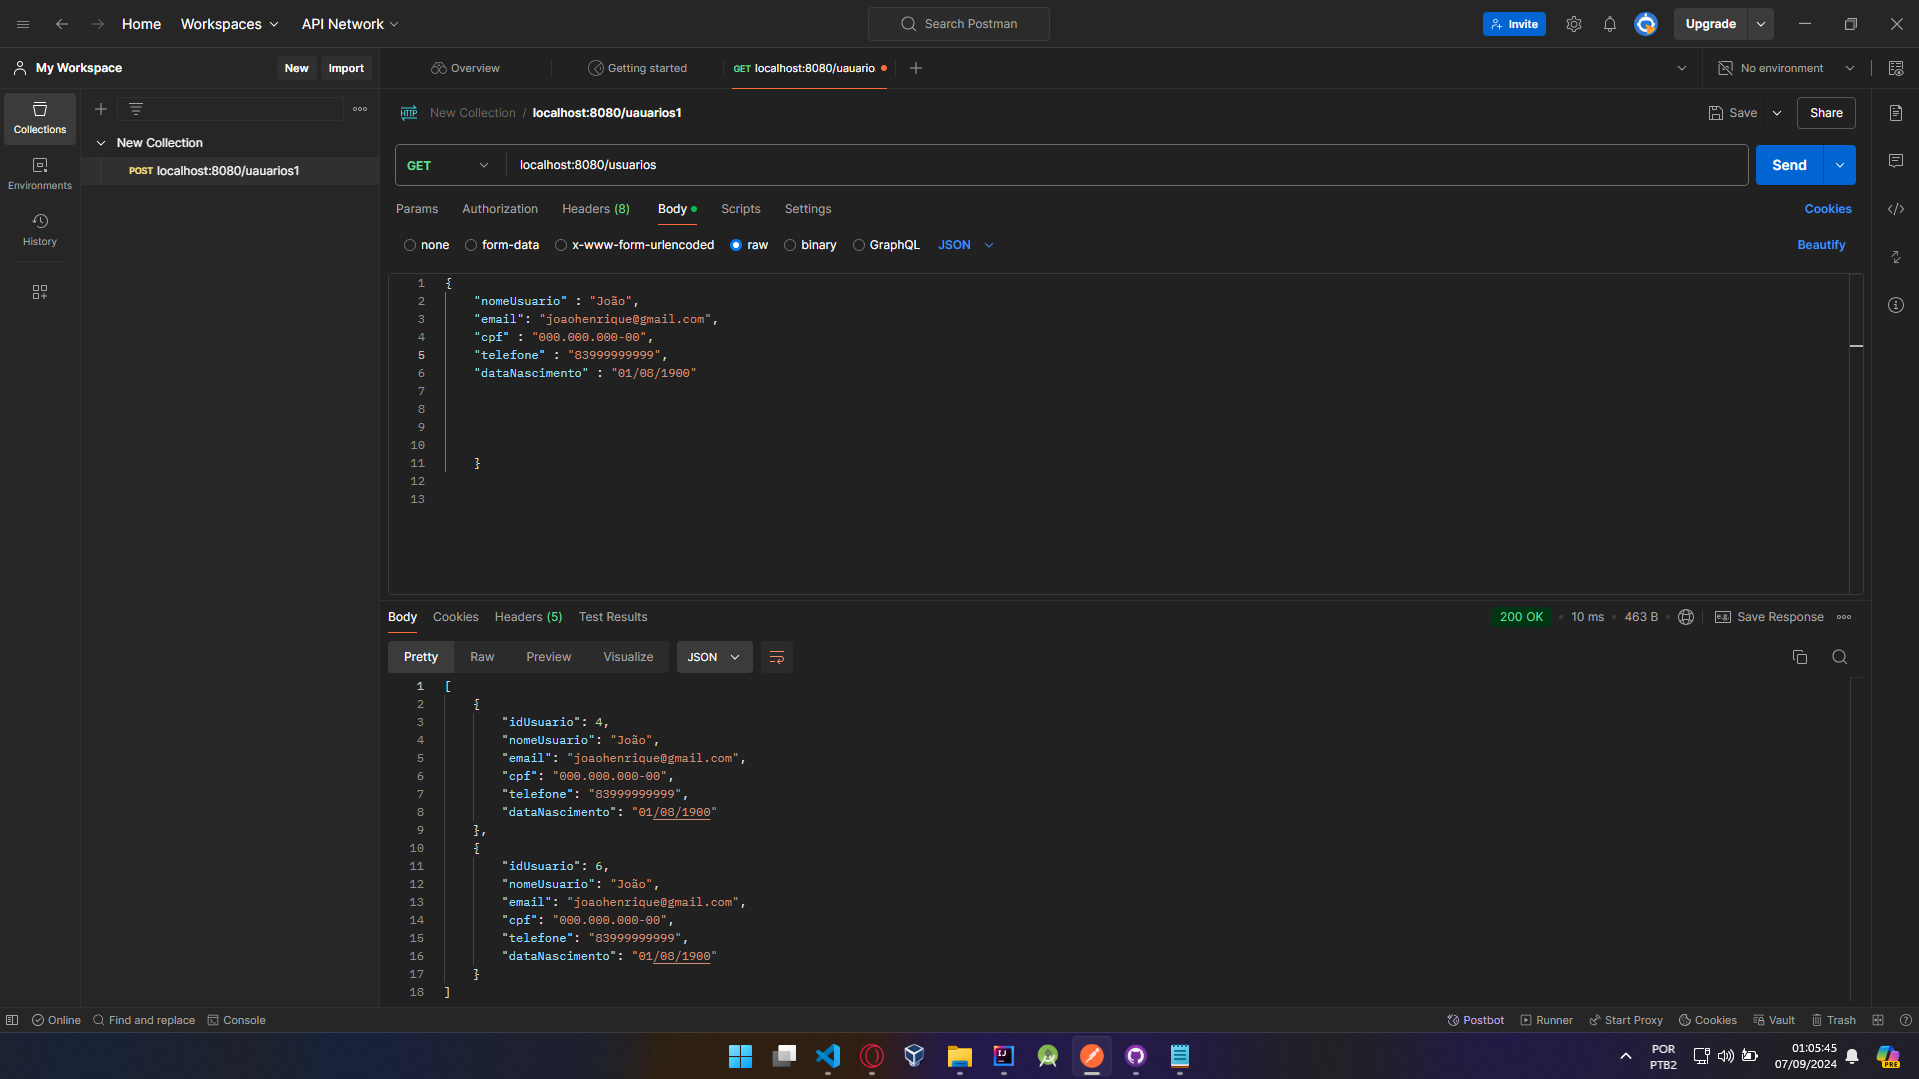 Home Workspaces API Network Search Postman Invite Upgrade
My Workspace New Import Overview Getting started GET localhost:8080/uauario No environment
Collections
Environments
History
New Collection
POST localhost:8080/uauarios1
HTTP New Collection / localhost:8080/uauarios1 Save Share
GET localhost:8080/usuarios Send
Params Authorization Headers (8) Body Scripts Settings Cookies
none form-data x-www-form-urlencoded raw binary GraphQL JSON Beautify
1 {
2 "nomeUsuario" : "João",
3 "email": "joaohenrique@gmail.com",
4 "cpf" : "000.000.000-00",
5 "telefone" : "83999999999",
6 "dataNascimento" : "01/08/1900"
7
8
9
10
11 }
12
13
Body Cookies Headers (5) Test Results 200 OK 10 ms 463 B e.g. Save Response
Pretty Raw Preview Visualize JSON
1 [
2 {
3 "idUsuario": 4,
4 "nomeUsuario": "João",
5 "email": "joaohenrique@gmail.com",
6 "cpf": "000.000.000-00",
7 "telefone": "83999999999",
8 "dataNascimento": "01/08/1900"
9 },
10 {
11 "idUsuario": 6,
12 "nomeUsuario": "João",
13 "email": "joaohenrique@gmail.com",
14 "cpf": "000.000.000-00",
15 "telefone": "83999999999",
16 "dataNascimento": "01/08/1900"
17 }
18 ]
Online Find and replace Console Postbot Runner Start Proxy Cookies Vault Trash
IJ POR 01:05:45
PTB2 07/09/2024 PRE